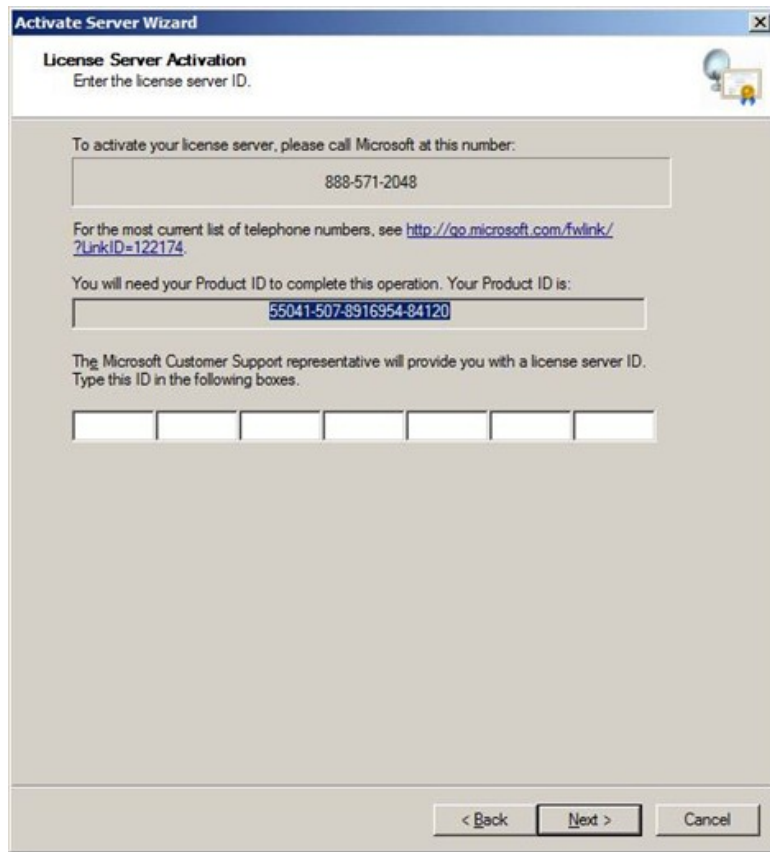 Activate Server Wizard
License Server Activation
Enter the license server ID.
To activate your license server, please call Microsoft at this number:
888-571-2048
For the most current list of telephone numbers, see http://go.microsoft.com/fwlink/
?LinkID=122174.
You will need your Product ID to complete this operation. Your Product ID is:
55041-507-8916954-84120
The Microsoft Customer Support representative will provide you with a license server ID.
Type this ID in the following boxes.
< Back
Next >
Cancel